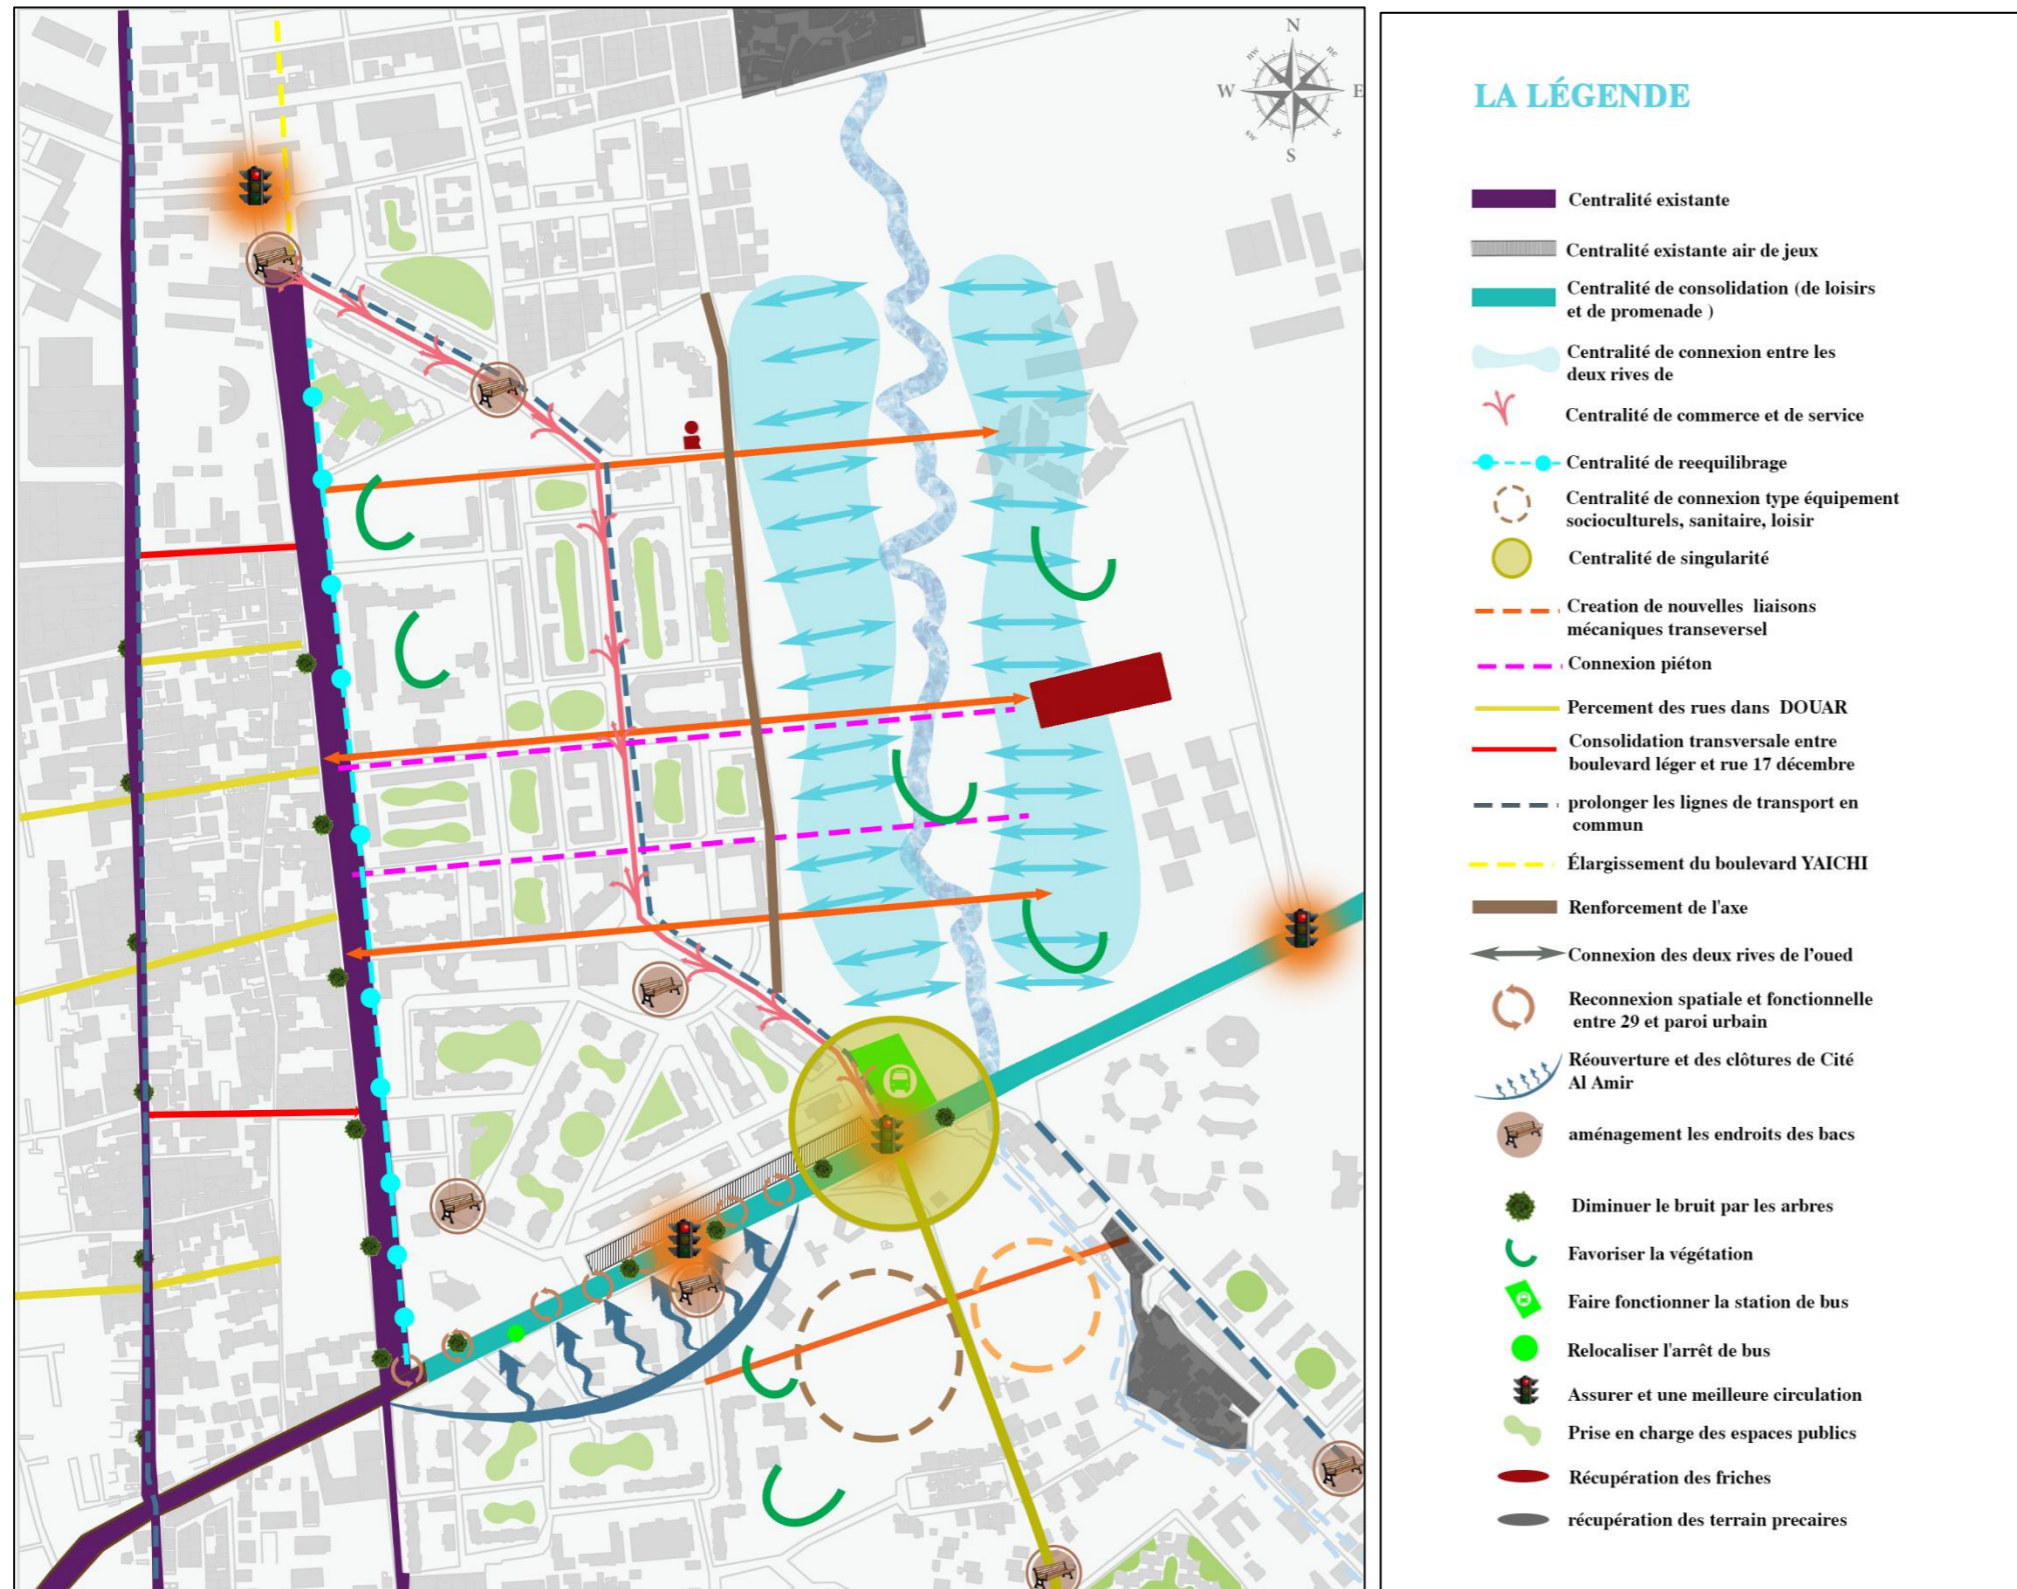 N
nw
ne
W
E
sw
se
S
LA LÉGENDE
Centralité existante
Centralité existante air de jeux
Centralité de consolidation (de loisirs
et de promenade )
Centralité de connexion entre les
deux rives de
Centralité de commerce et de service
Centralité de reequilibrage
Centralité de connexion type équipement
socioculturels, sanitaire, loisir
Centralité de singularité
Creation de nouvelles liaisons
mécaniques transeversel
Connexion piéton
Percement des rues dans DOUAR
Consolidation transversale entre
boulevard léger et rue 17 décembre
prolonger les lignes de transport en
commun
Élargissement du boulevard YAICHI
Renforcement de l'axe
Connexion des deux rives de l'oued
Reconnexion spatiale et fonctionnelle
entre 29 et paroi urbain
Réouverture et des clôtures de Cité
Al Amir
aménagement les endroits des bacs
Diminuer le bruit par les arbres
Favoriser la végétation
Faire fonctionner la station de bus
Relocaliser l'arrêt de bus
Assurer et une meilleure circulation
Prise en charge des espaces publics
Récupération des friches
récupération des terrain precaires